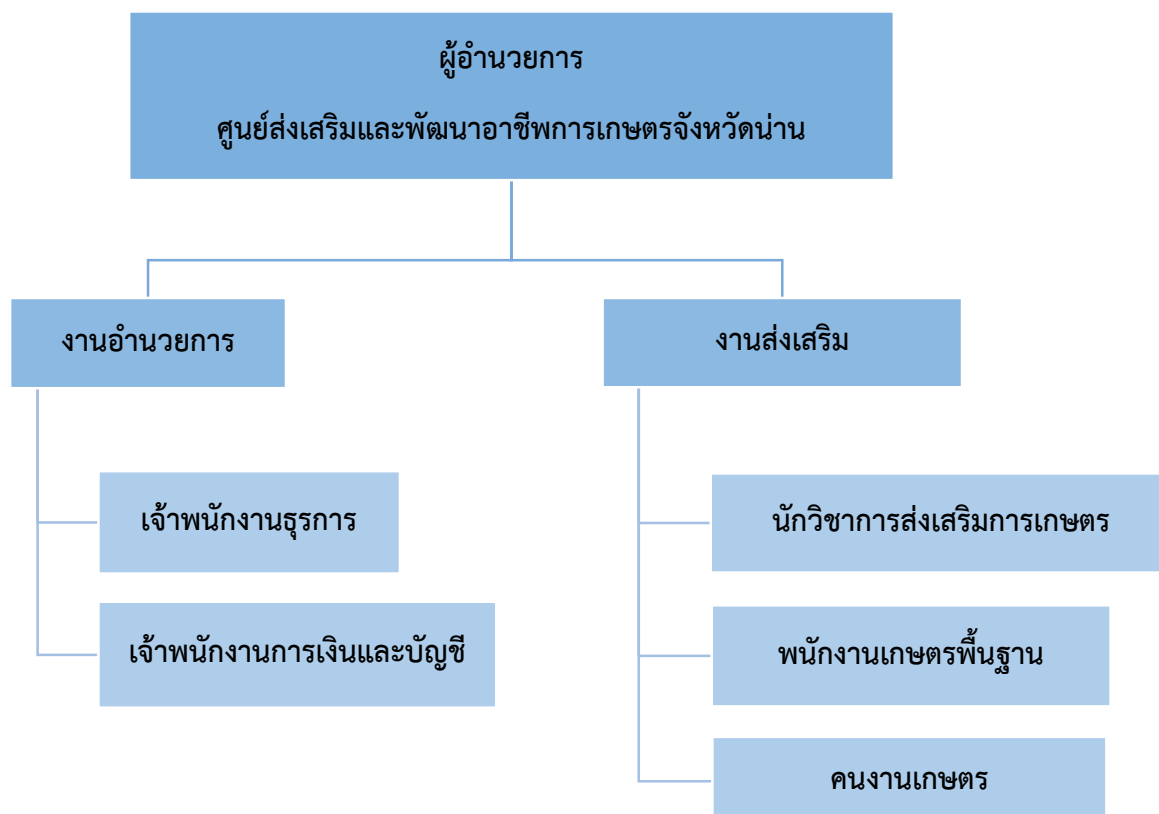 ผู้อำนวยการ
ศูนย์ส่งเสริมและพัฒนาอาชีพการเกษตรจังหวัดน่าน
งานอำนวยการ
งานส่งเสริม
เจ้าพนักงานธุรการ
เจ้าพนักงานการเงินและบัญชี
นักวิชาการส่งเสริมการเกษตร
พนักงานเกษตรพื้นฐาน
คนงานเกษตร